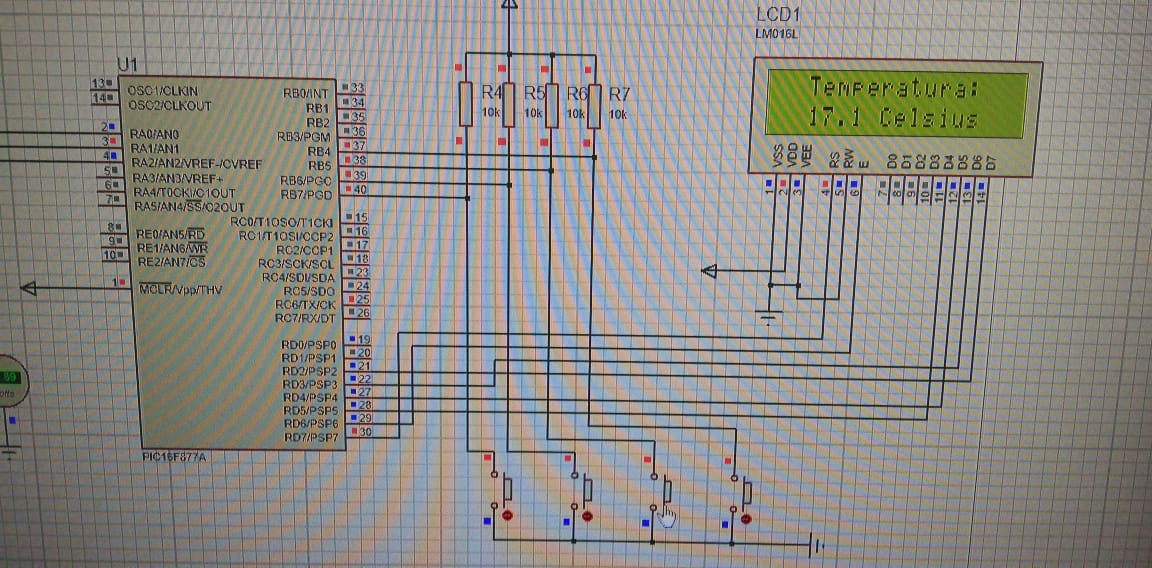 LCD1
LM016L
Temperatura:
17.1 Celsius
VSS
VDD
VEE
RS
RW
E
D0
D1
D2
D3
D4
D5
D6
D7
1
2
3
4
5
6
7
8
9
10
11
12
13
14
U1
13
14
2
3
4
5
6
7
8
9
10
1
OSC1/CLKIN
OSC2/CLKOUT
RA0/AN0
RA1/AN1
RA2/AN2/VREF-/CVREF
RA3/AN3/VREF+
RA4/T0CKI/C1OUT
RA5/AN4/SS/C2OUT
RE0/AN5/RD
RE1/AN6/WR
RE2/AN7/CS
MCLR/Vpp/THV
RB0/INT
RB1
RB2
RB3/PGM
RB4
RB5
RB6/PGC
RB7/PGD
RC0/T1OSO/T1CKI
RC1/T1OSI/CCP2
RC2/CCP1
RC3/SCK/SCL
RC4/SDI/SDA
RC5/SDO
RC6/TX/CK
RC7/RX/DT
RD0/PSP0
RD1/PSP1
RD2/PSP2
RD3/PSP3
RD4/PSP4
RD5/PSP5
RD6/PSP6
RD7/PSP7
33
34
35
36
37
38
39
40
15
16
17
18
23
24
25
26
19
20
21
22
27
28
29
30
PIC16F877A
R4
10k
R5
10k
R6
10k
R7
10k